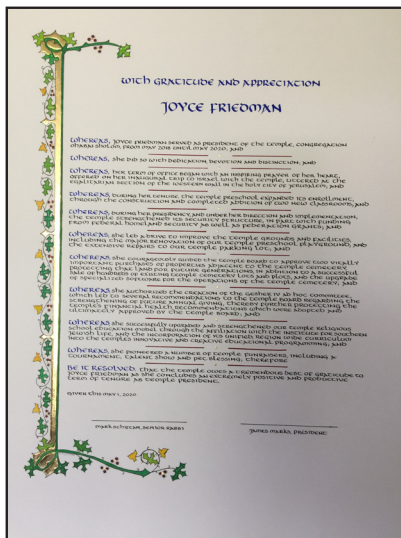 WITH GRATITUDE AND APPRECIATION
JOYCE FRIEDMAN
WHEREAS, JOYCE FRIEDMAN SERVED AS PRESIDENT OF THE TEMPLE, CONGREGATION
OHABAI SHOLOM, FROM MAY 2018 UNTIL MAY 2020, AND
WHEREAS, SHE DID SO WITH DEDICATION, DEVOTION AND DISTINCTION, AND
WHEREAS, HER TERM OF OFFICE BEGAN WITH AN INSPIRING PRAYER OF HER HEART,
OFFERED ON HER INAUGURAL TRIP TO ISRAEL WITH THE TEMPLE, UTTERED AT THE
EGALITARIAN SECTION OF THE WESTERN WALL IN THE HOLY CITY OF JERUSALEM, AND
WHEREAS, DURING HER TENURE, THE TEMPLE PRESCHOOL EXPANDED ITS ENROLLMENT,
THROUGH THE CONSTRUCTION AND COMPLETED ADDITION OF TWO NEW CLASSROOMS, AND
WHEREAS, DURING HER PRESIDENCY, AND UNDER HER DIRECTION AND IMPLEMENTATION,
THE TEMPLE STRENGTHENED ITS SECURITY STRUCTURE, IN PART WITH FUNDING
FROM FEDERAL HOMELAND SECURITY AS WELL AS FEDERATION GRANTS, AND
WHEREAS, SHE LED A DRIVE TO IMPROVE THE TEMPLE GROUNDS AND FACILITIES,
INCLUDING THE MAJOR RENOVATION OF OUR TEMPLE PRESCHOOL PLAYGROUND, AND
THE EXTENSIVE REPAIRS TO OUR TEMPLE PARKING LOT, AND
WHEREAS, SHE COURAGEOUSLY GUIDED THE TEMPLE BOARD TO APPROVE TWO VITALLY
IMPORTANT PURCHASES OF PROPERTIES ADJACENT TO THE TEMPLE CEMETERY
PROTECTING THAT LAND FOR FUTURE GENERATIONS, IN ADDITION TO A SUCCESSFUL
SALE OF HUNDREDS OF EXISTING TEMPLE CEMETERY LOTS AND PLOTS, AND THE UPGRADE
OF SPECIALIZED SOFTWARE FOR THE OPERATIONS OF THE TEMPLE CEMETERY, AND
WHEREAS, SHE AUTHORIZED THE CREATION OF THE GATHER IV AD HOC COMMITTEE,
WHICH LED TO SEVERAL RECOMMENDATIONS TO THE TEMPLE BOARD REGARDING THE
STRENGTHENING OF FUTURE ANNUAL GIVING, THEREBY FURTHER PROTECTING THE
TEMPLE'S FINANCIAL HEALTH, RECOMMENDATIONS WHICH WERE ADOPTED AND
ULTIMATELY APPROVED BY THE TEMPLE BOARD, AND
WHEREAS, SHE SUCCESSFULLY UPGRADED AND STRENGTHENED OUR TEMPLE RELIGIOUS
SCHOOL EDUCATION MODEL THROUGH THE AFFILIATION WITH THE INSTITUTE FOR SOUTHERN
JEWISH LIFE, AND THE INCORPORATION OF ITS UNIFIED REGION WIDE CURRICULUM
INTO THE TEMPLE'S INNOVATIVE AND CREATIVE EDUCATIONAL PROGRAMMING, AND
WHEREAS, SHE PIONEERED A NUMBER OF TEMPLE FUNRAISERS, INCLUDING A
TOURNAMENT, TALENT SHOW AND PET BLESSING, THEREFORE
BE IT RESOLVED, THAT THE TEMPLE OWES A TREMENDOUS DEBT OF GRATITUDE TO
JOYCE FRIEDMAN AS SHE CONCLUDES AN EXTREMELY POSITIVE AND PRODUCTIVE
TERM OF TENURE AS TEMPLE PRESIDENT.
GIVEN THIS MAY 1, 2020
MARK SCHIFTAN, SENIOR RABBI
JAMES MARKS, PRESIDENT